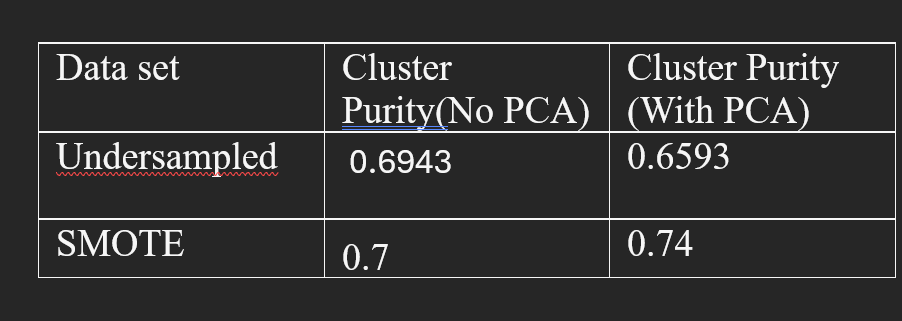 Data set
Cluster
Purity(No PCA)
Cluster Purity
(With PCA)
Undersampled
0.6943
0.6593
SMOTE
0.7
0.74